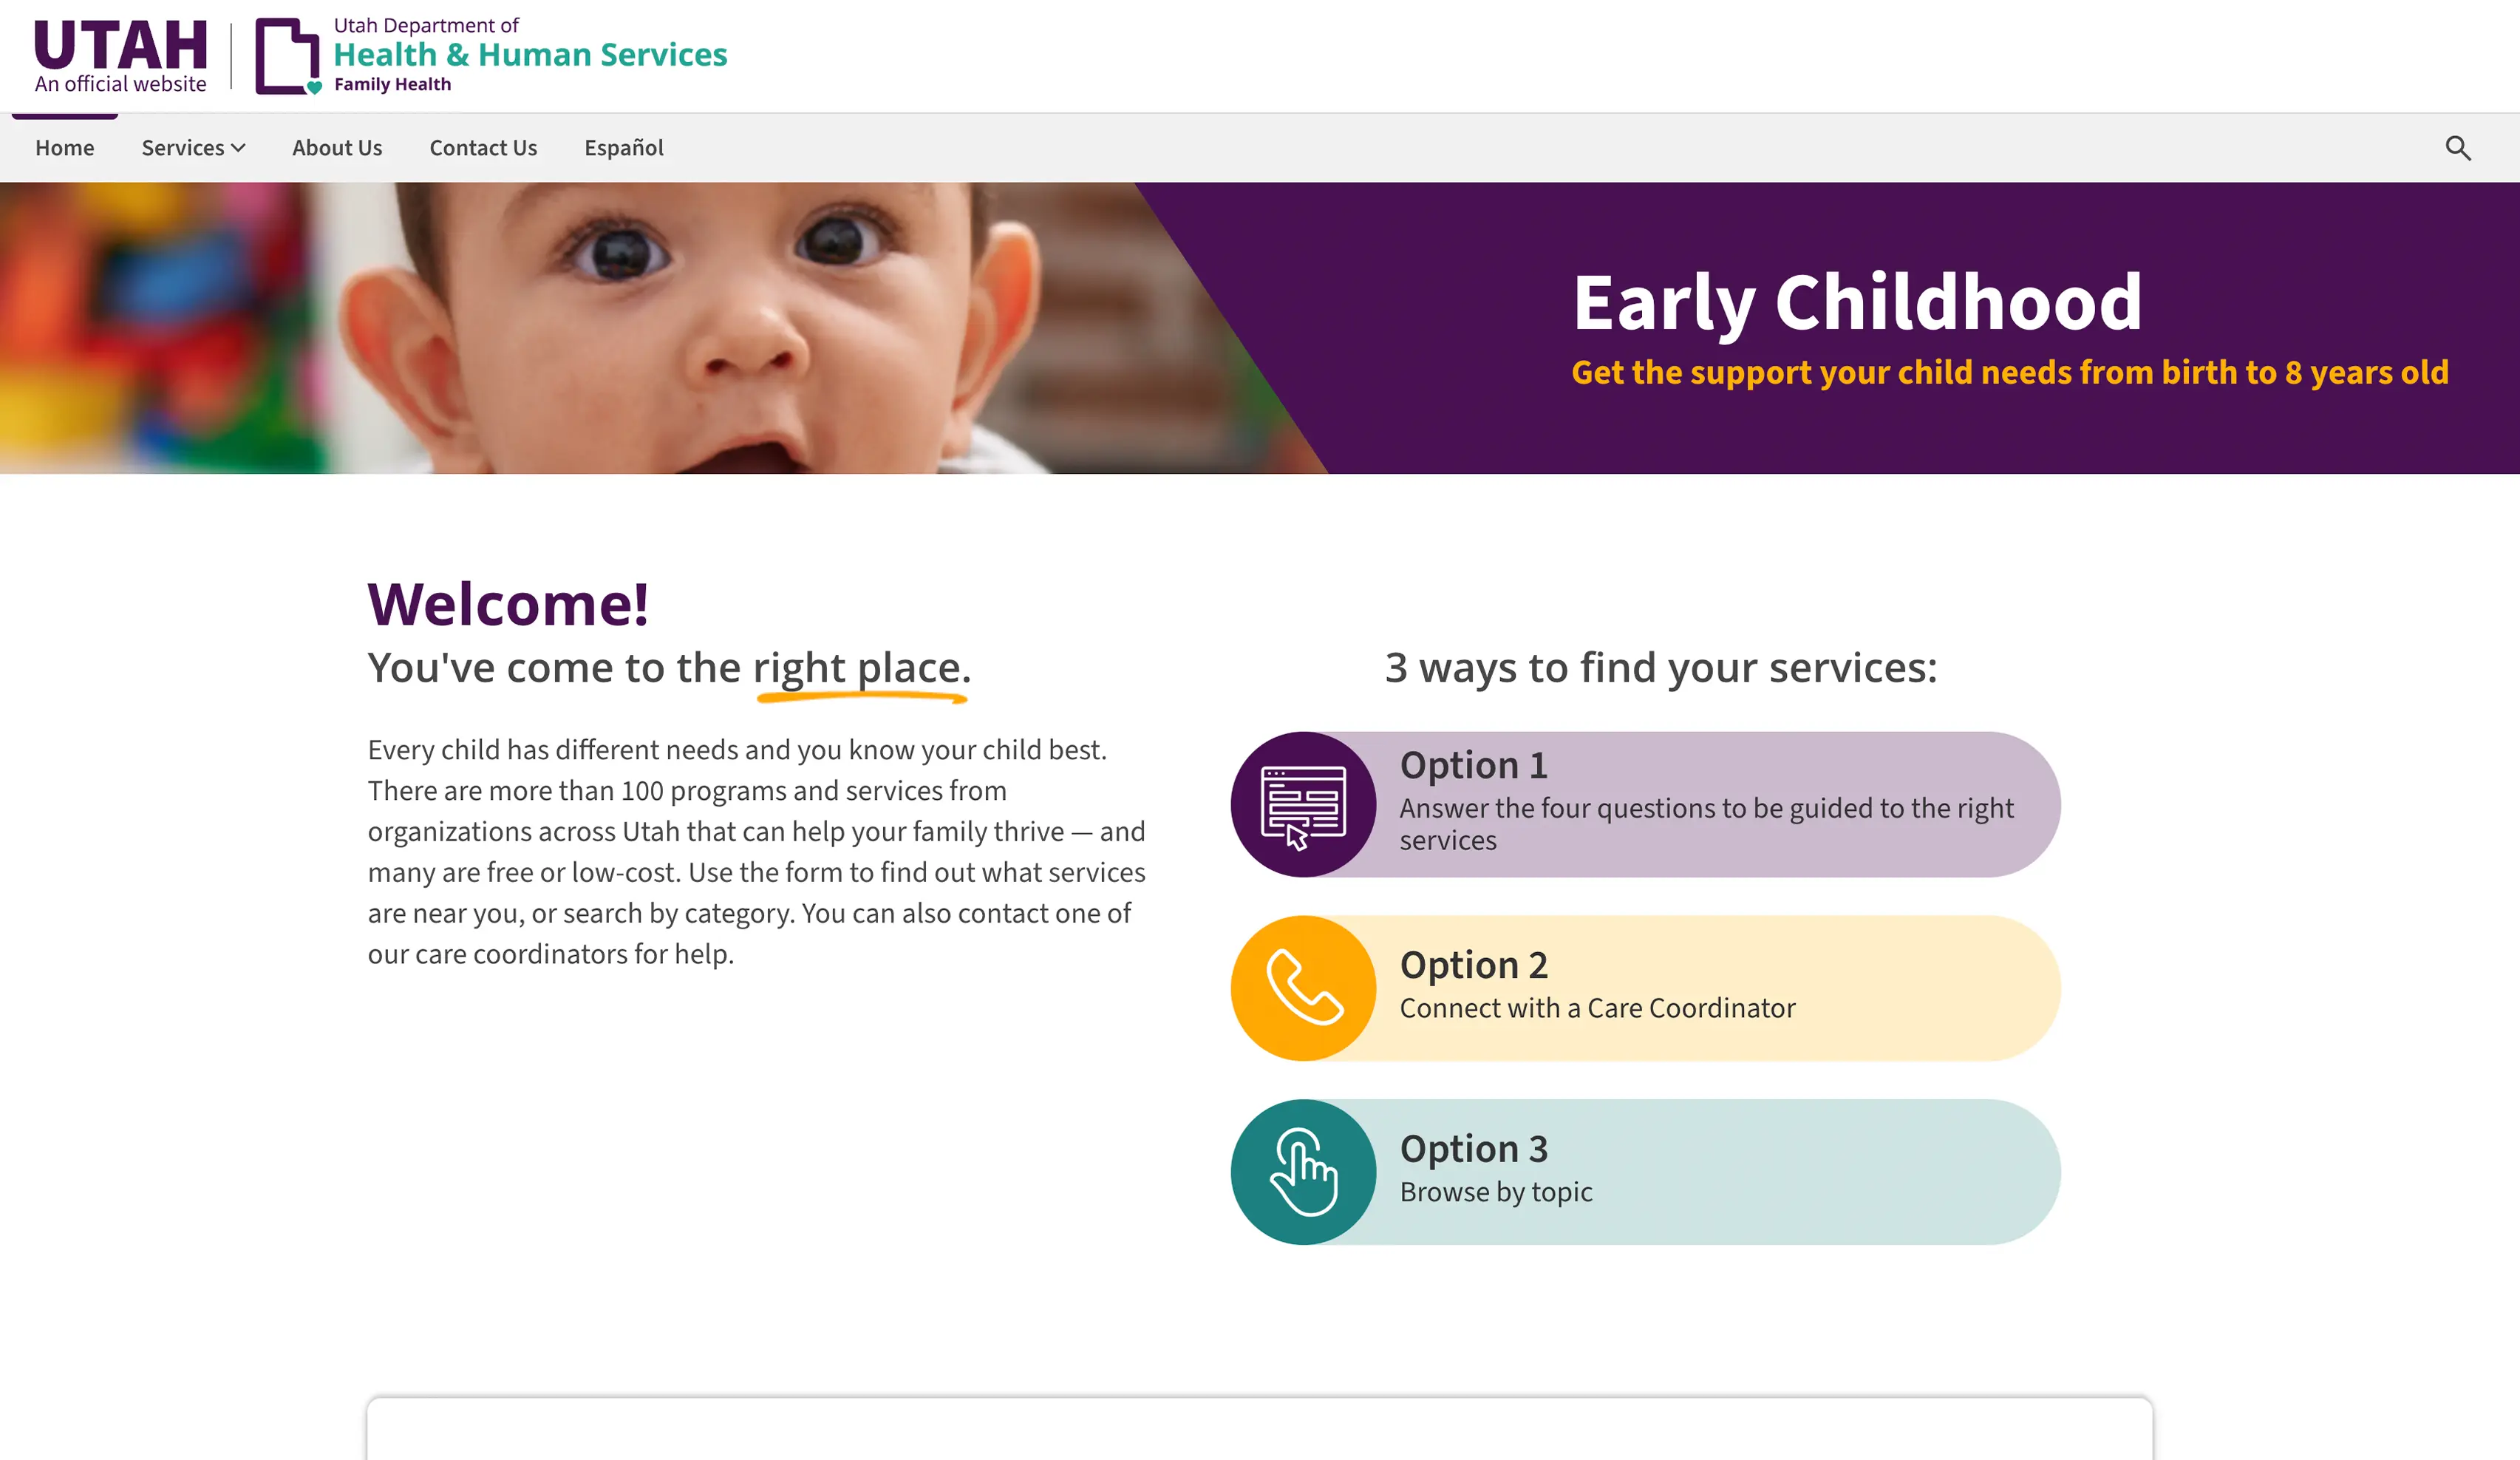 UTAH
An official website
Utah Department of
Health & Human Services
Family Health
Home
Services
About Us
Contact Us
Español
Early Childhood
Get the support your child needs from birth to 8 years old
Welcome!
You've come to the right place.
Every child has different needs and you know your child best.
There are more than 100 programs and services from
organizations across Utah that can help your family thrive — and
many are free or low-cost. Use the form to find out what services
are near you, or search by category. You can also contact one of
our care coordinators for help.
3 ways to find your services:
Option 1
Answer the four questions to be guided to the right
services
Option 2
Connect with a Care Coordinator
Option 3
Browse by topic